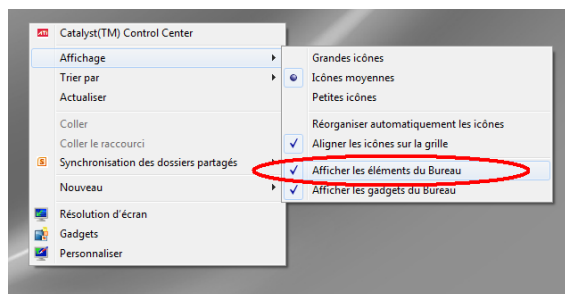 ATI Catalyst(TM) Control Center
Affichage
Trier par
Actualiser
Coller
Coller le raccourci
S Synchronisation des dossiers partagés
Nouveau
Résolution d'écran
Gadgets
Personnaliser
Grandes icônes
Icônes moyennes
Petites icônes
Réorganiser automatiquement les icônes
Aligner les icônes sur la grille
Afficher les éléments du Bureau
Afficher les gadgets du Bureau